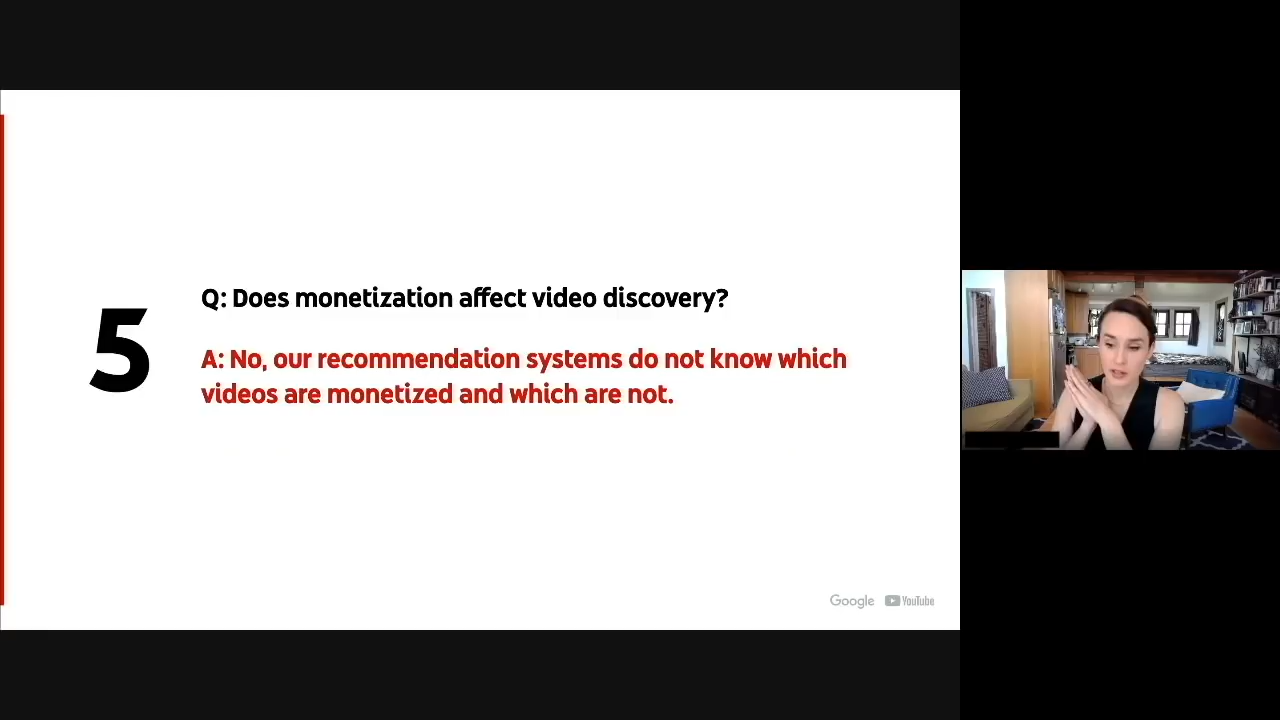 5
Q: Does monetization affect video discovery?
A: No, our recommendation systems do not know which
videos are monetized and which are not.
Google YouTube